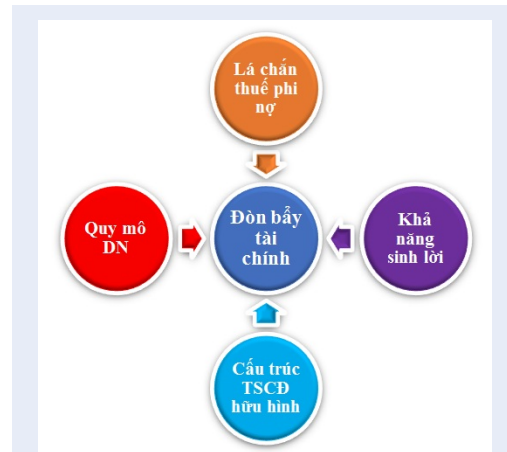 Lá chắn
thuế phi
nợ
Quy mô
DN
Đòn bẩy
tài
chính
Khả
năng
sinh lời
Cấu trúc
TSCĐ
hữu hình